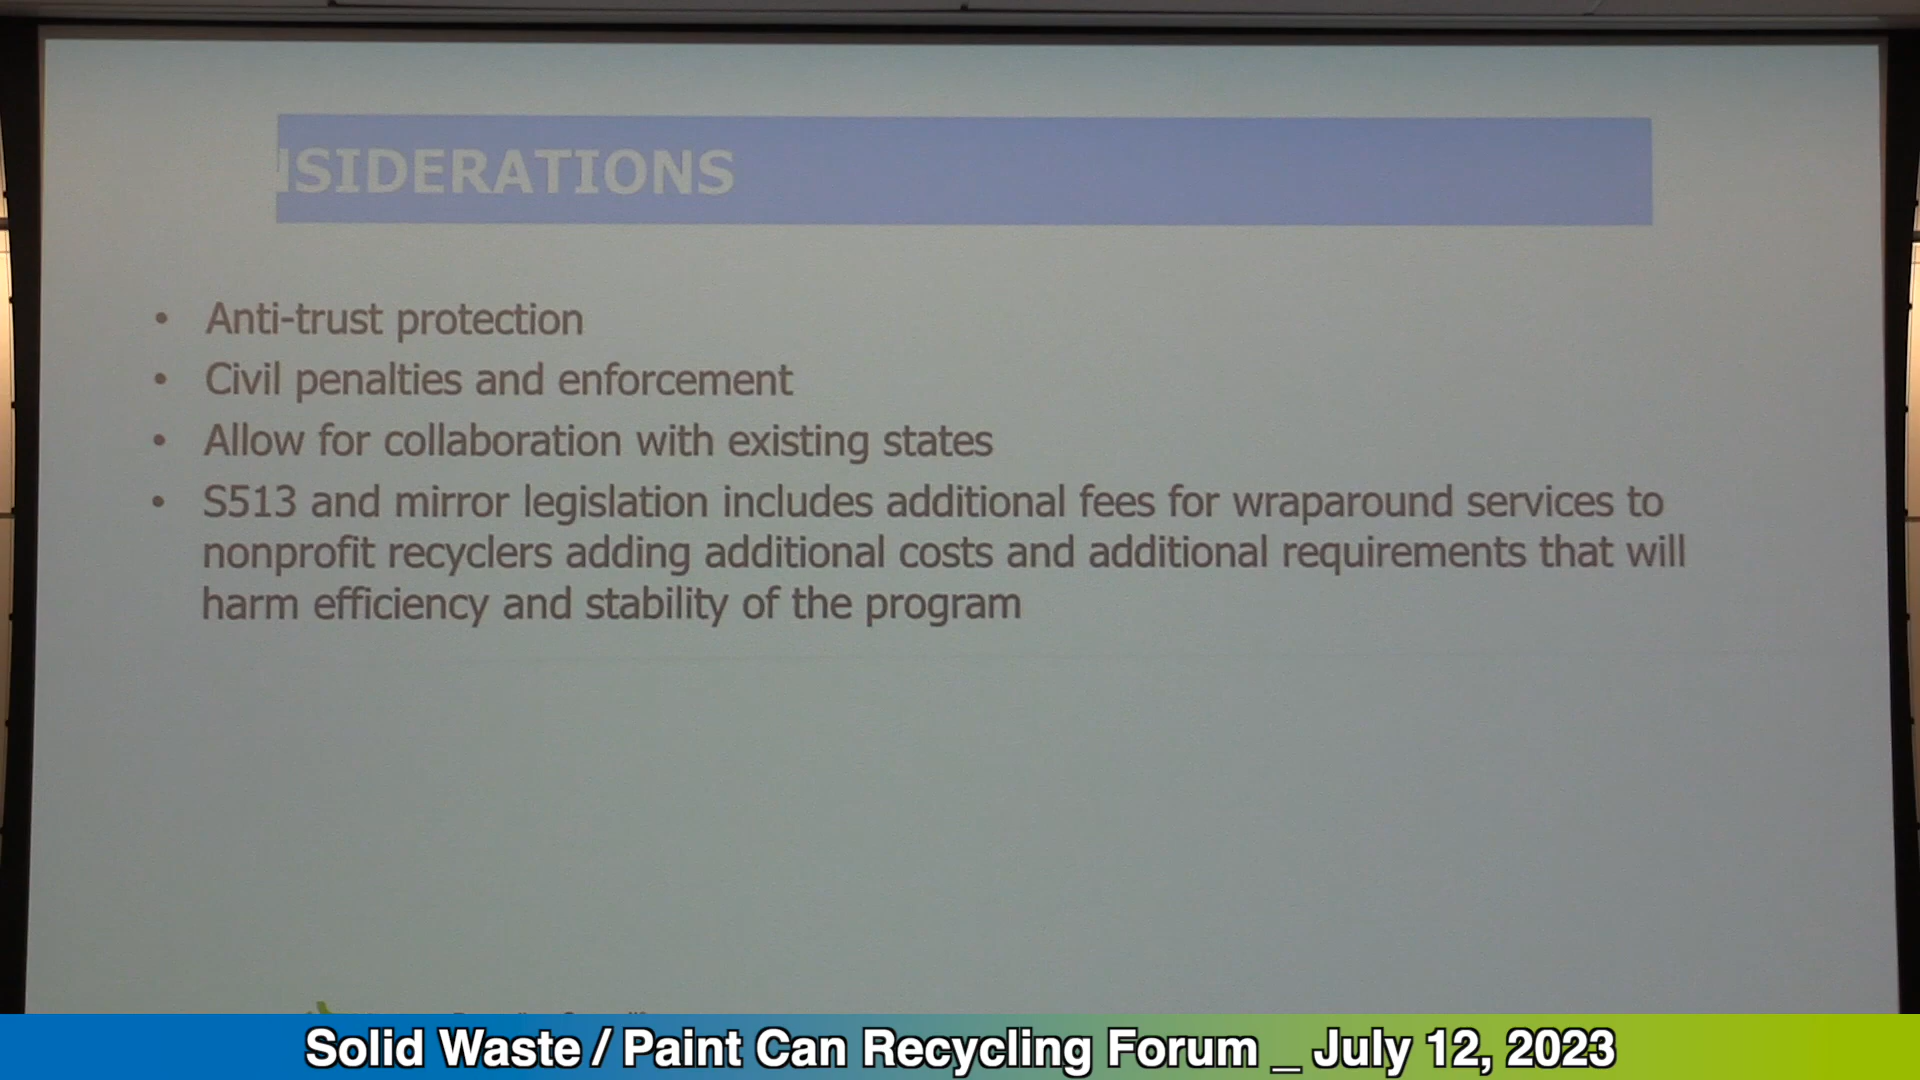 NSIDERATIONS
• Anti-trust protection
• Civil penalties and enforcement
• Allow for collaboration with existing states
• S513 and mirror legislation includes additional fees for wraparound services to
nonprofit recyclers adding additional costs and additional requirements that will
harm efficiency and stability of the program
Solid Waste / Paint Can Recycling Forum _ July 12, 2023